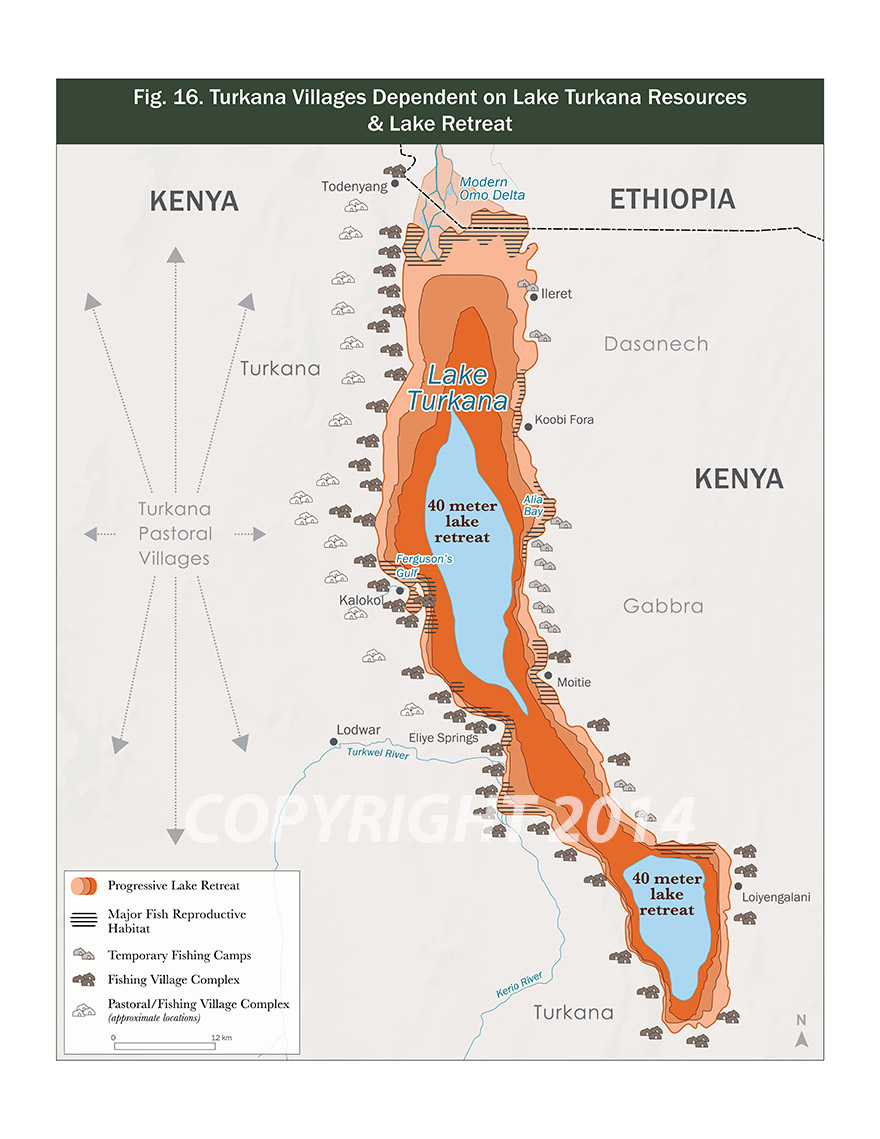 Fig. 16. Turkana Villages Dependent on Lake Turkana Resources
& Lake Retreat
KENYA
Todenyang
Modern
Omo Delta
ETHIOPIA
Ileret
Dasanech
Turkana
Lake
Turkana
Koobi Fora
KENYA
Alia
Bay
40 meter
lake
retreat
Turkana
Pastoral
Villages
Ferguson's
Gulf
Kalokol
Gabbra
Moitie
Lodwar
Eliye Springs
Turkwel River
COPYRIGHT 2014
40 meter
lake
retreat
Loiyengalani
Kerio River
Turkana
N
Progressive Lake Retreat
Major Fish Reproductive
Habitat
Temporary Fishing Camps
Fishing Village Complex
Pastoral/Fishing Village Complex
(approximate locations)
0 12 km